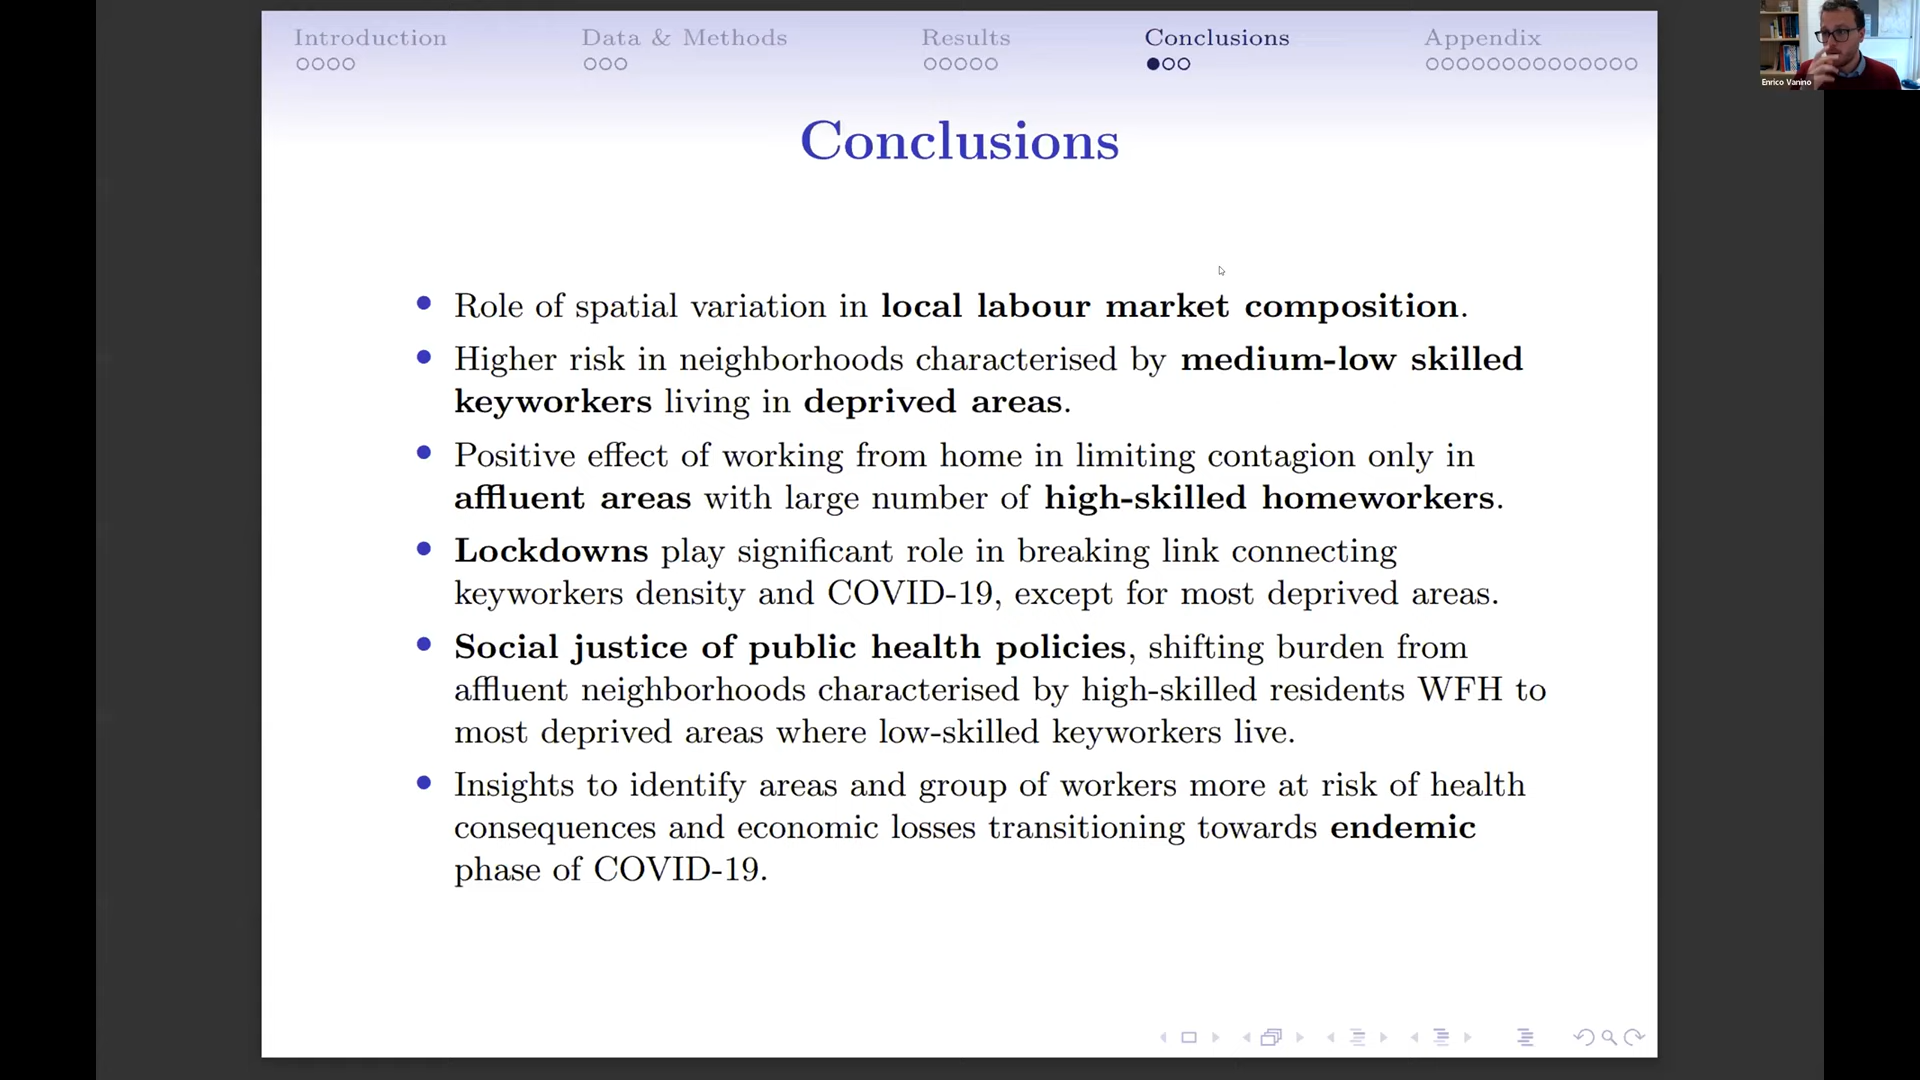 Introduction Data & Methods Results Conclusions Appendix
Enrico Vanino
Conclusions
Role of spatial variation in local labour market composition.
Higher risk in neighborhoods characterised by medium-low skilled
keyworkers living in deprived areas.
Positive effect of working from home in limiting contagion only in
affluent areas with large number of high-skilled homeworkers.
Lockdowns play significant role in breaking link connecting
keyworkers density and COVID-19, except for most deprived areas.
Social justice of public health policies, shifting burden from
affluent neighborhoods characterised by high-skilled residents WFH to
most deprived areas where low-skilled keyworkers live.
Insights to identify areas and group of workers more at risk of health
consequences and economic losses transitioning towards endemic
phase of COVID-19.